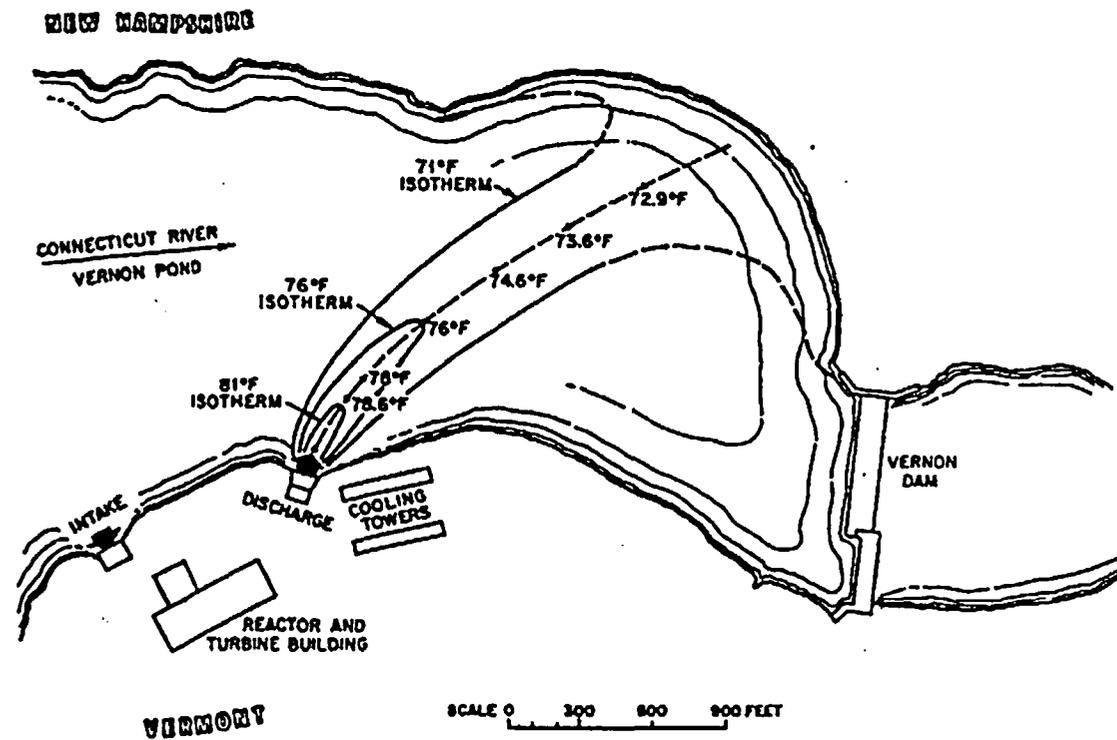 NEW HAMPSHIRE
71°F
ISOTHERM
72.9°F
CONNECTICUT RIVER
VERNON POND
73.6°F
74.6°F
76°F
ISOTHERM
76°F
78°F
81°F
ISOTHERM
78.6°F
VERNON
DAM
INTAKE
DISCHARGE
COOLING
TOWERS
REACTOR AND
TURBINE BUILDING
VERMONT
SCALE 0 300 600 900 FEET